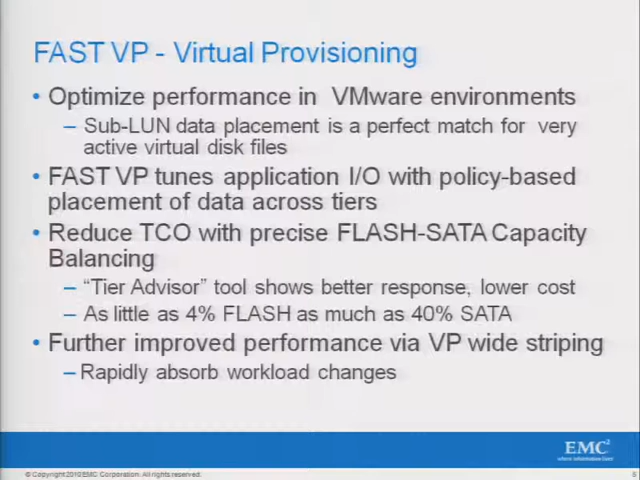 FAST VP - Virtual Provisioning
• Optimize performance in VMware environments
– Sub-LUN data placement is a perfect match for very
active virtual disk files
• FAST VP tunes application I/O with policy-based
placement of data across tiers
• Reduce TCO with precise FLASH-SATA Capacity
Balancing
– “Tier Advisor” tool shows better response, lower cost
– As little as 4% FLASH as much as 40% SATA
• Further improved performance via VP wide striping
– Rapidly absorb workload changes
EMC²
where information lives
© Copyright 2010 EMC Corporation. All rights reserved.